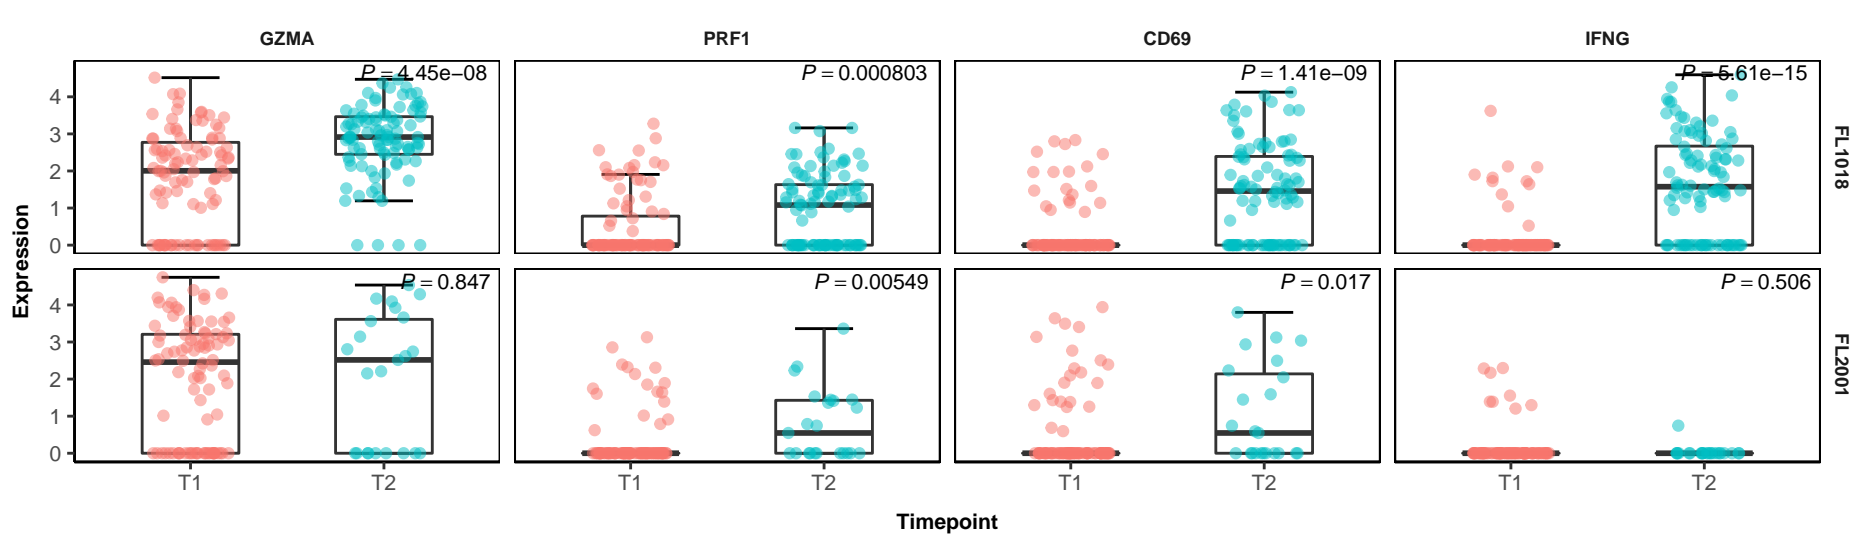 GZMA PRF1 CD69 IFNG
P = 4.45e−08 P = 0.000803 P = 1.41e−09 P = 5.61e−15
4
3
2
1
0
FL1018
Expression
P = 0.847 P = 0.00549 P = 0.017 P = 0.506
4
3
2
1
0
FL2001
T1 T2 T1 T2 T1 T2 T1 T2
Timepoint